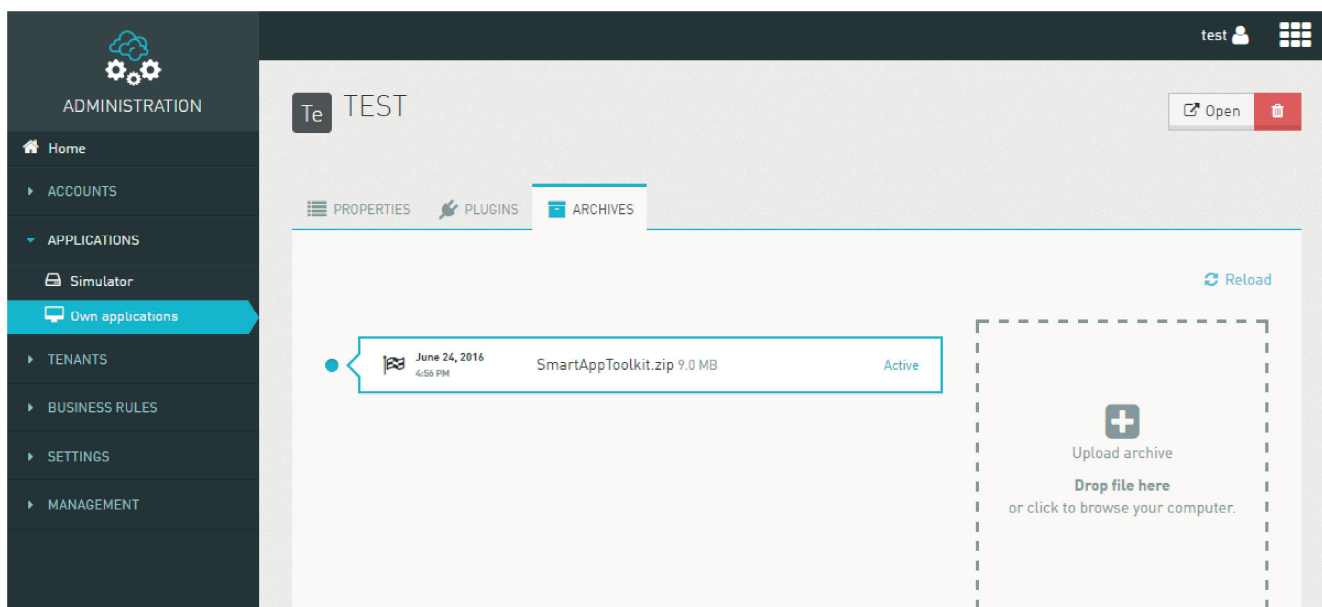 test
ADMINISTRATION
Te TEST
Open
Home
ACCOUNTS
PROPERTIES PLUGINS ARCHIVES
APPLICATIONS
Simulator
Reload
Own applications
TENANTS
June 24, 2016
4:56 PM
SmartAppToolkit.zip 9.0 MB
Active
BUSINESS RULES
SETTINGS
Upload archive
Drop file here
or click to browse your computer.
MANAGEMENT